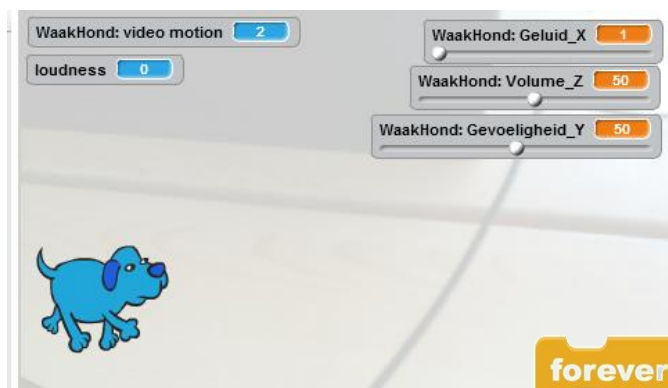 WaakHond: video motion 2
loudness 0
WaakHond: Geluid_X 1
WaakHond: Volume_Z 50
WaakHond: Gevoeligheid_Y 50
forever